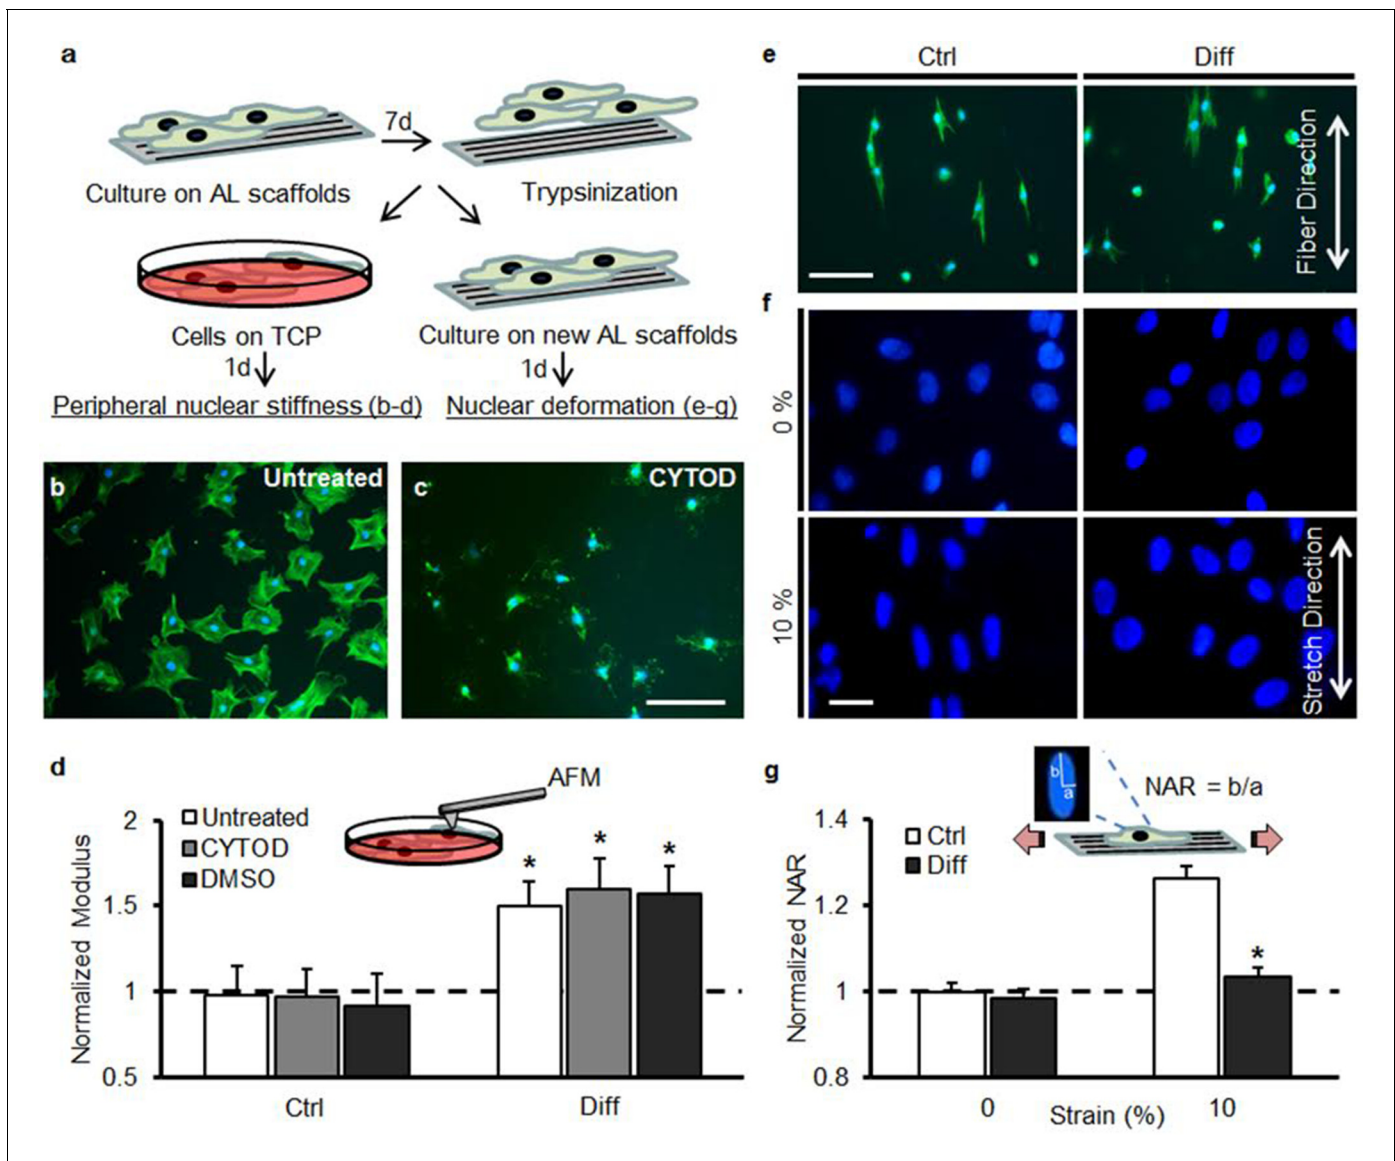 a
7d
Culture on AL scaffolds
Trypsinization
Cells on TCP
Culture on new AL scaffolds
1d
1d
Peripheral nuclear stiffness (b-d)
Nuclear deformation (e-g)
b
Untreated
c
CYTOD
d
AFM
Untreated
CYTOD
DMSO
Normalized Modulus
2
1.5
1
0.5
*
*
*
Ctrl
Diff
e
Ctrl
Diff
Fiber Direction
f
0 %
10 %
Stretch Direction
g
b
a
NAR = b/a
Ctrl
Diff
Normalized NAR
1.4
1.2
1
0.8
*
0
10
Strain (%)